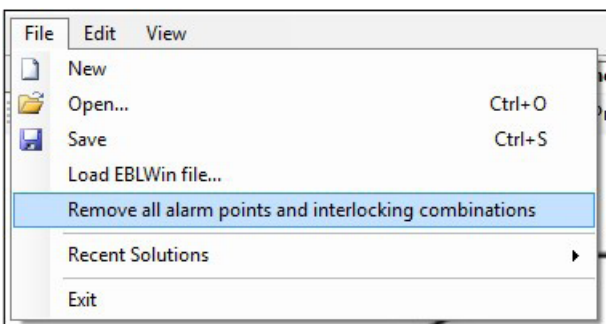 File Edit View
New
Open... Ctrl+O
Save Ctrl+S
Load EBLWin file...
Remove all alarm points and interlocking combinations
Recent Solutions
Exit